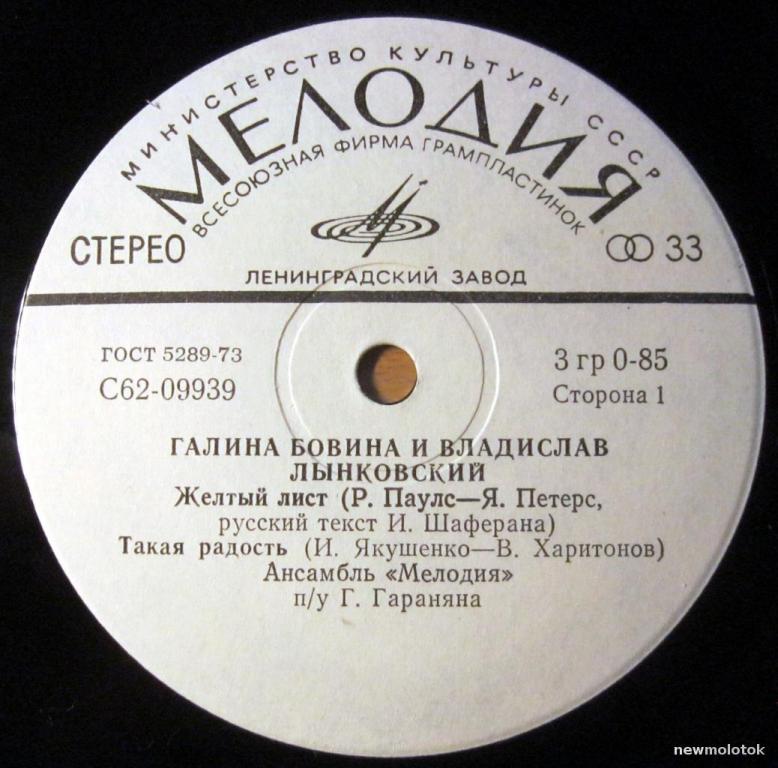 МИНИСТЕРСТВО КУЛЬТУРЫ СССР
МЕЛОДИЯ
ВСЕСОЮЗНАЯ ФИРМА ГРАМПЛАСТИНОК
СТЕРЕО
33
ЛЕНИНГРАДСКИЙ ЗАВОД
ГОСТ 5289-73
3 гр 0-85
С62-09939
Сторона 1
ГАЛИНА БОВИНА И ВЛАДИСЛАВ
ЛЫНКОВСКИЙ
Желтый лист (Р. Паулс—Я. Петерс,
русский текст И. Шаферана)
Такая радость (И. Якушенко—В. Харитонов)
Ансамбль «Мелодия»
п/у Г. Гараняна
newmolotok